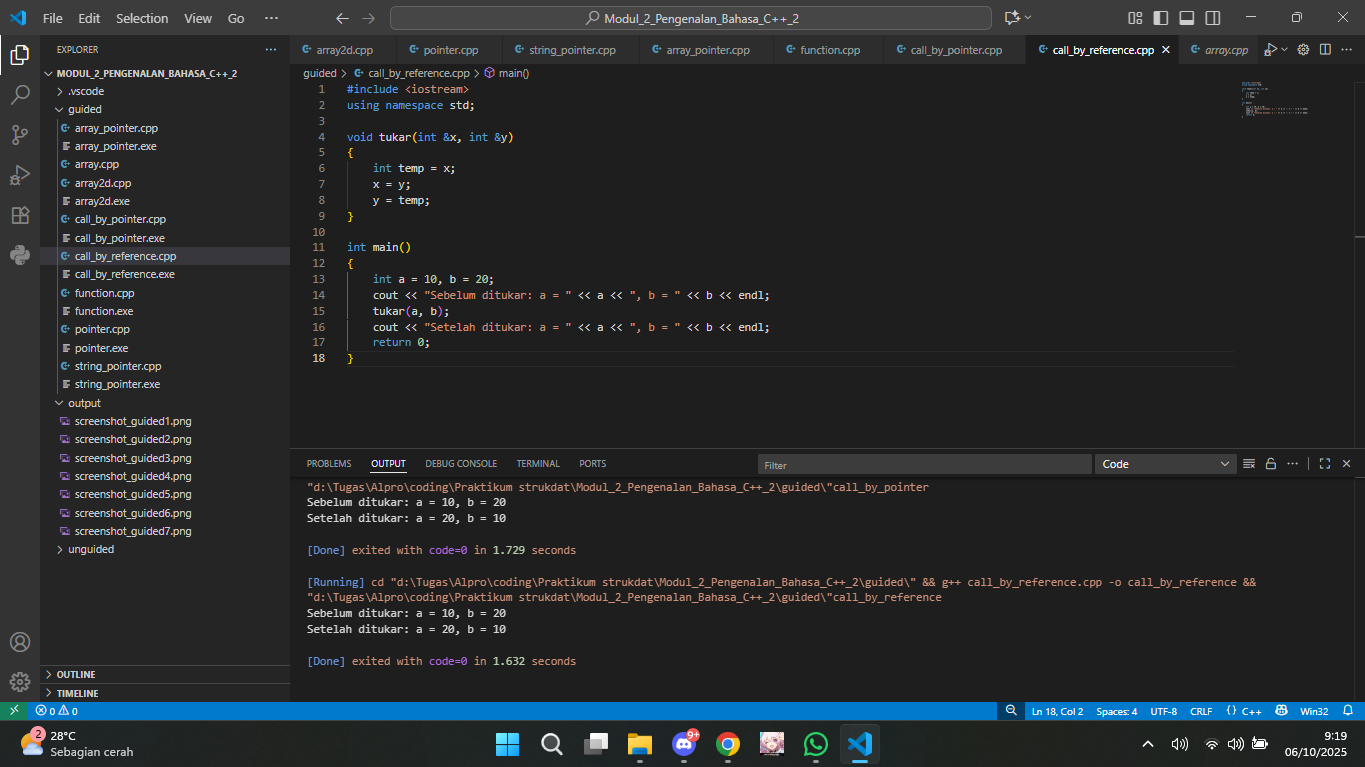 File Edit Selection View Go ···
Modul_2_Pengenalan_Bahasa_C++_2
EXPLORER
MODUL_2_PENGENALAN_BAHASA_C++_2
.vscode
guided
array_pointer.cpp
array_pointer.exe
array.cpp
array2d.cpp
array2d.exe
call_by_pointer.cpp
call_by_pointer.exe
call_by_reference.cpp
call_by_reference.exe
function.cpp
function.exe
pointer.cpp
pointer.exe
string_pointer.cpp
string_pointer.exe
output
screenshot_guided1.png
screenshot_guided2.png
screenshot_guided3.png
screenshot_guided4.png
screenshot_guided5.png
screenshot_guided6.png
screenshot_guided7.png
unguided
OUTLINE
TIMELINE
array2d.cpp pointer.cpp string_pointer.cpp array_pointer.cpp function.cpp call_by_pointer.cpp call_by_reference.cpp array.cpp
guided > call_by_reference.cpp > main()
1 #include <iostream>
2 using namespace std;
3
4 void tukar(int &x, int &y)
5 {
6 int temp = x;
7 x = y;
8 y = temp;
9 }
10
11 int main()
12 {
13 int a = 10, b = 20;
14 cout << "Sebelum ditukar: a = " << a << ", b = " << b << endl;
15 tukar(a, b);
16 cout << "Setelah ditukar: a = " << a << ", b = " << b << endl;
17 return 0;
18 }
PROBLEMS OUTPUT DEBUG CONSOLE TERMINAL PORTS Filter Code
"d:\Tugas\Alpro\coding\Praktikum strukdat\Modul_2_Pengenalan_Bahasa_C++_2\guided\"call_by_pointer
Sebelum ditukar: a = 10, b = 20
Setelah ditukar: a = 20, b = 10
[Done] exited with code=0 in 1.729 seconds
[Running] cd "d:\Tugas\Alpro\coding\Praktikum strukdat\Modul_2_Pengenalan_Bahasa_C++_2\guided\" && g++ call_by_reference.cpp -o call_by_reference &&
"d:\Tugas\Alpro\coding\Praktikum strukdat\Modul_2_Pengenalan_Bahasa_C++_2\guided\"call_by_reference
Sebelum ditukar: a = 10, b = 20
Setelah ditukar: a = 20, b = 10
[Done] exited with code=0 in 1.632 seconds
0 0 Ln 18, Col 2 Spaces: 4 UTF-8 CRLF {} C++ Win32
2 28°C
Sebagian cerah
9+
9:19
06/10/2025